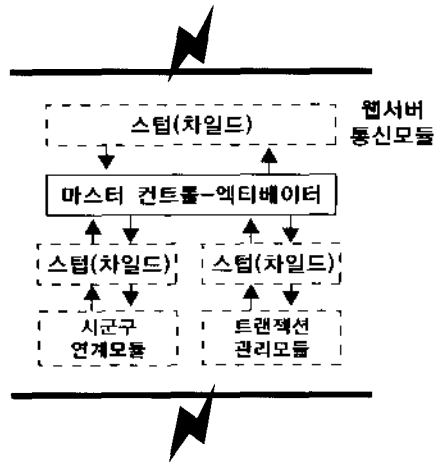 스텁(차일드)
웹서버
통신모듈
마스터 컨트롤-엑티베이터
스텁(차일드)
스텁(차일드)
시군구
연계모듈
트랜잭션
관리모듈